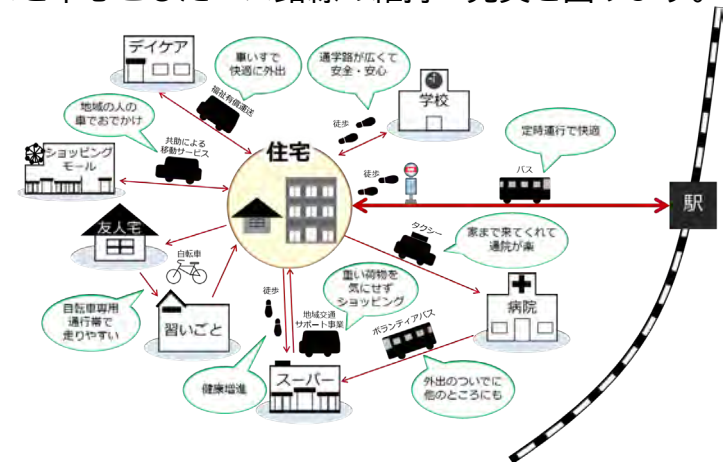 デイケア
車いすで
快適に外出
通学路が広くて
安全・安心
学校
福祉有償運送
地域の人の
車でおでかけ
共助による
移動サービス
徒歩
定時運行で快適
ショッピング
モール
住宅
徒歩
バス
駅
友人宅
自転車
タクシー
家まで来てくれて
通院が楽
自転車専用
通行帯で
走りやすい
習いごと
徒歩
重い荷物を
気にせず
ショッピング
地域交通
サポート事業
病院
ボランティアバス
健康増進
スーパー
外出のついでに
他のところにも